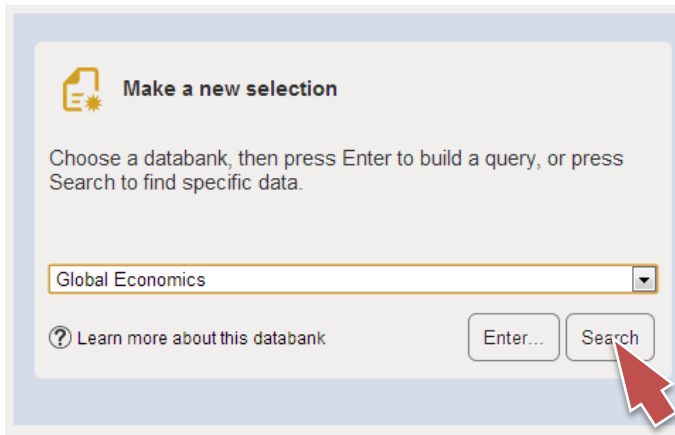 Make a new selection
Choose a databank, then press Enter to build a query, or press
Search to find specific data.
Global Economics
? Learn more about this databank
Enter...
Search